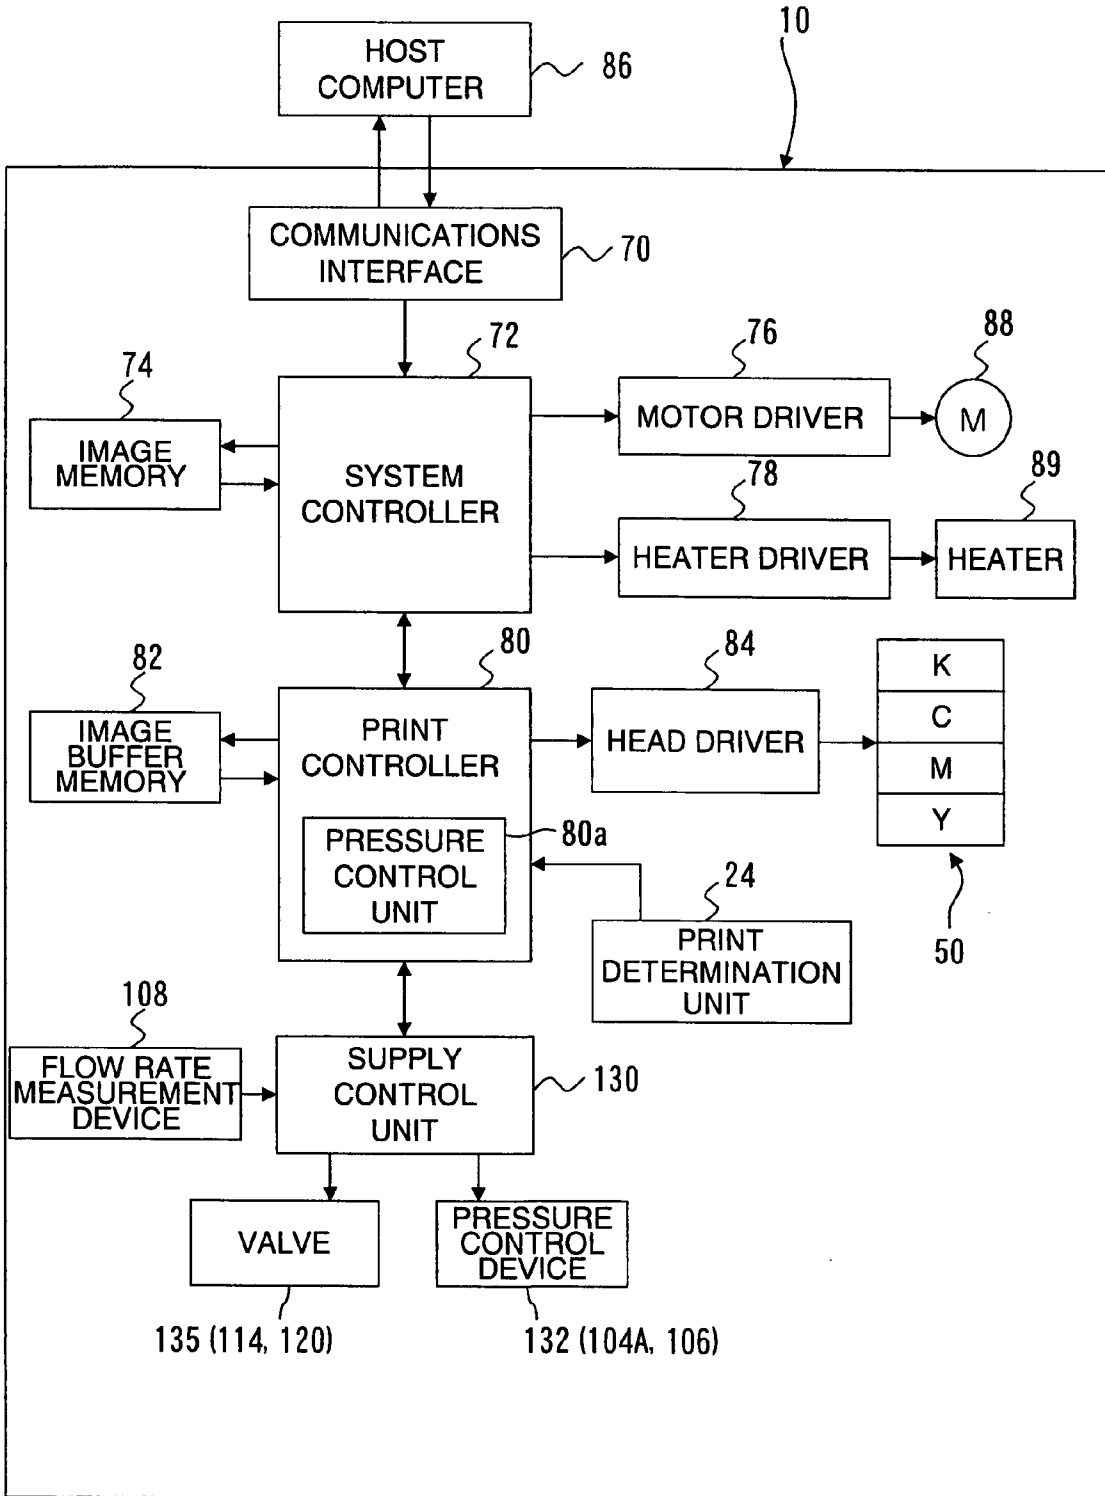 10
HOST
COMPUTER
86
COMMUNICATIONS
INTERFACE
70
72
74
IMAGE
MEMORY
SYSTEM
CONTROLLER
76
MOTOR DRIVER
88
M
78
HEATER DRIVER
89
HEATER
82
IMAGE
BUFFER
MEMORY
80
PRINT
CONTROLLER
PRESSURE
CONTROL
UNIT
80a
84
HEAD DRIVER
K
C
M
Y
50
24
PRINT
DETERMINATION
UNIT
108
FLOW RATE
MEASUREMENT
DEVICE
SUPPLY
CONTROL
UNIT
130
VALVE
135 (114, 120)
PRESSURE
CONTROL
DEVICE
132 (104A, 106)